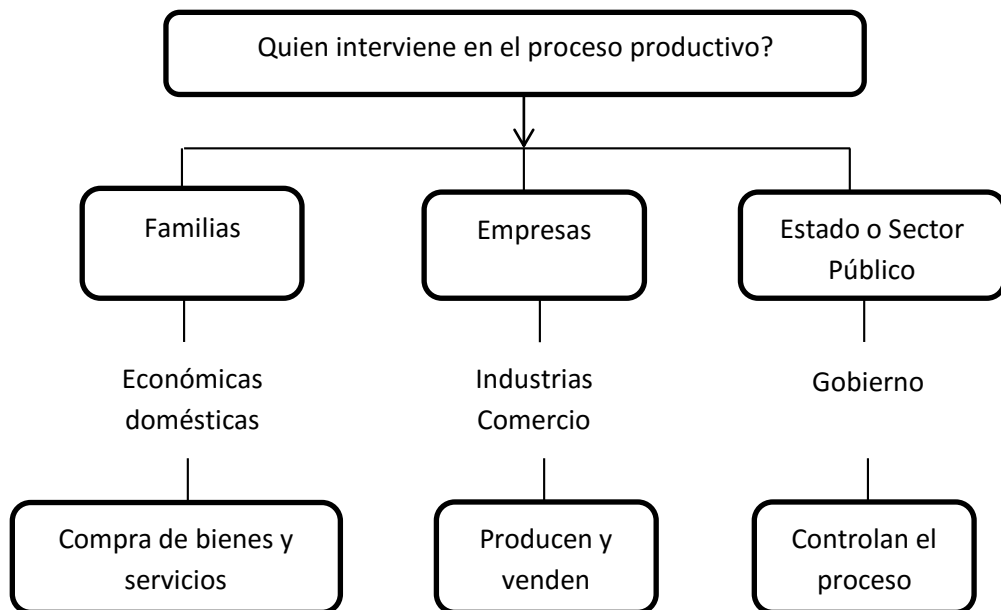 Quien interviene en el proceso productivo?
Familias
Empresas
Estado o Sector
Público
Económicas
domésticas
Industrias
Comercio
Gobierno
Compra de bienes y
servicios
Producen y
venden
Controlan el
proceso